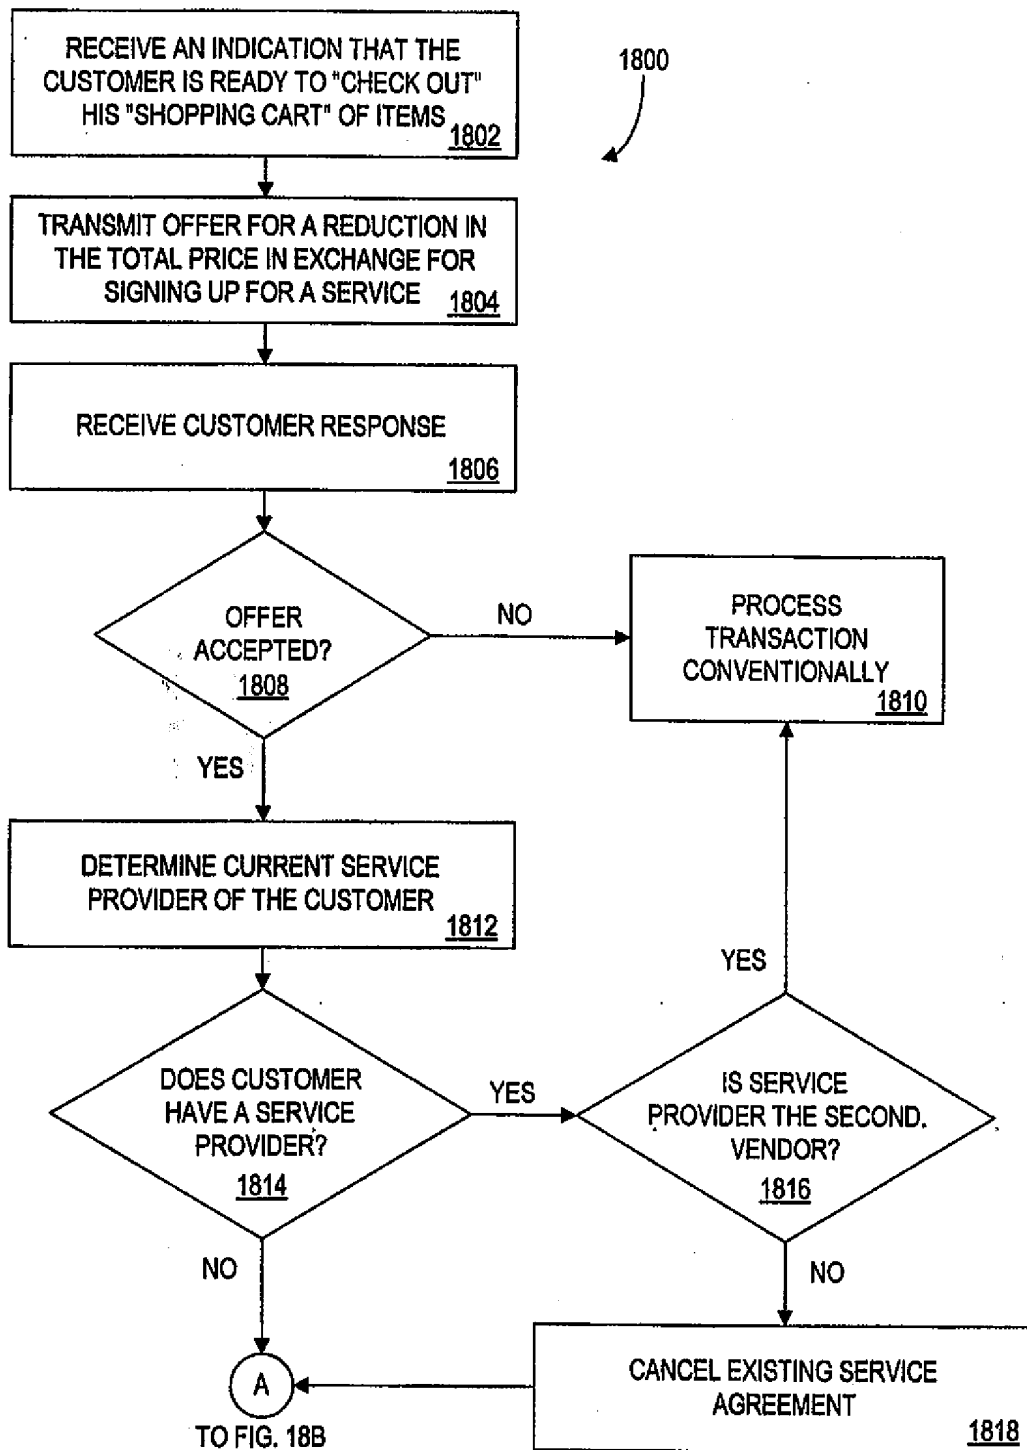 RECEIVE AN INDICATION THAT THE
CUSTOMER IS READY TO "CHECK OUT"
HIS "SHOPPING CART" OF ITEMS
1802
1800
TRANSMIT OFFER FOR A REDUCTION IN
THE TOTAL PRICE IN EXCHANGE FOR
SIGNING UP FOR A SERVICE
1804
RECEIVE CUSTOMER RESPONSE
1806
OFFER
ACCEPTED?
1808
NO
PROCESS
TRANSACTION
CONVENTIONALLY
1810
YES
DETERMINE CURRENT SERVICE
PROVIDER OF THE CUSTOMER
1812
YES
DOES CUSTOMER
HAVE A SERVICE
PROVIDER?
1814
YES
IS SERVICE
PROVIDER THE SECOND.
VENDOR?
1816
NO
NO
A
TO FIG. 18B
CANCEL EXISTING SERVICE
AGREEMENT
1818